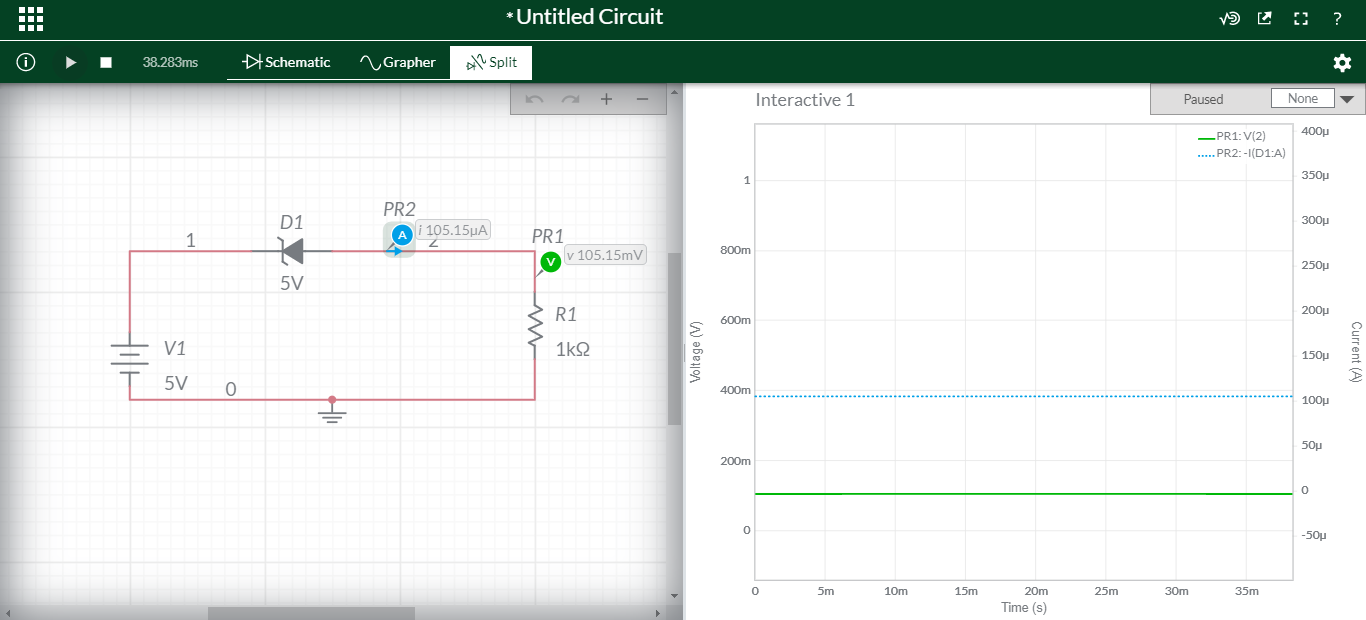 *Untitled Circuit
?
38.283ms
Schematic
Grapher
Split
Interactive 1
Paused
None
PR1: V(2)
PR2: -I(D1:A)
1
800m
600m
400m
200m
0
Voltage (V)
400µ
350µ
300µ
250µ
200µ
150µ
100µ
50µ
0
-50µ
Current (A)
0
5m
10m
15m
20m
25m
30m
35m
Time (s)
D1
5V
1
PR2
A
i 105.15µA
2
PR1
V
v 105.15mV
R1
1kΩ
V1
5V
0